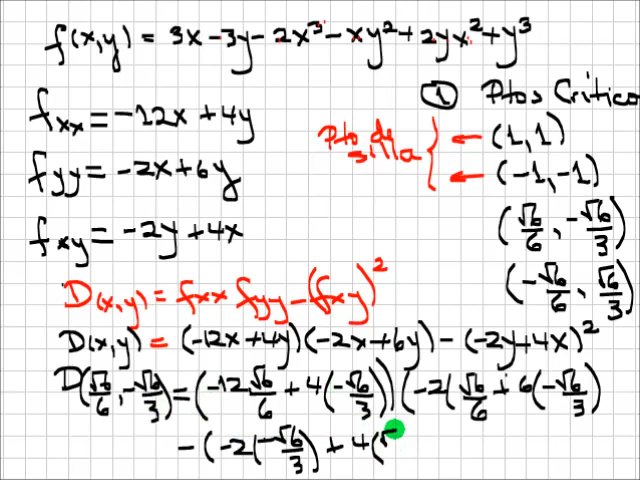 f(x,y) = 3x - 3y - 2x³ - xy² + 2yx² + y³
① Ptos Crítico
fxx = -12x + 4y
Pto de silla { ← (1,1)
← (-1,-1)
fyy = -2x + 6y
(√6/6, -√6/3)
fxy = -2y + 4x
(-√6/6, √6/3)
D(x,y) = fxx fyy - (fxy)²
D(x,y) = (-12x + 4y)(-2x + 6y) - (-2y + 4x)²
D(√6/6, -√6/3) = (-12 √6/6 + 4(-√6/3))(-2(√6/6 + 6(-√6/3)
- (-2(-√6/3) + 4(√